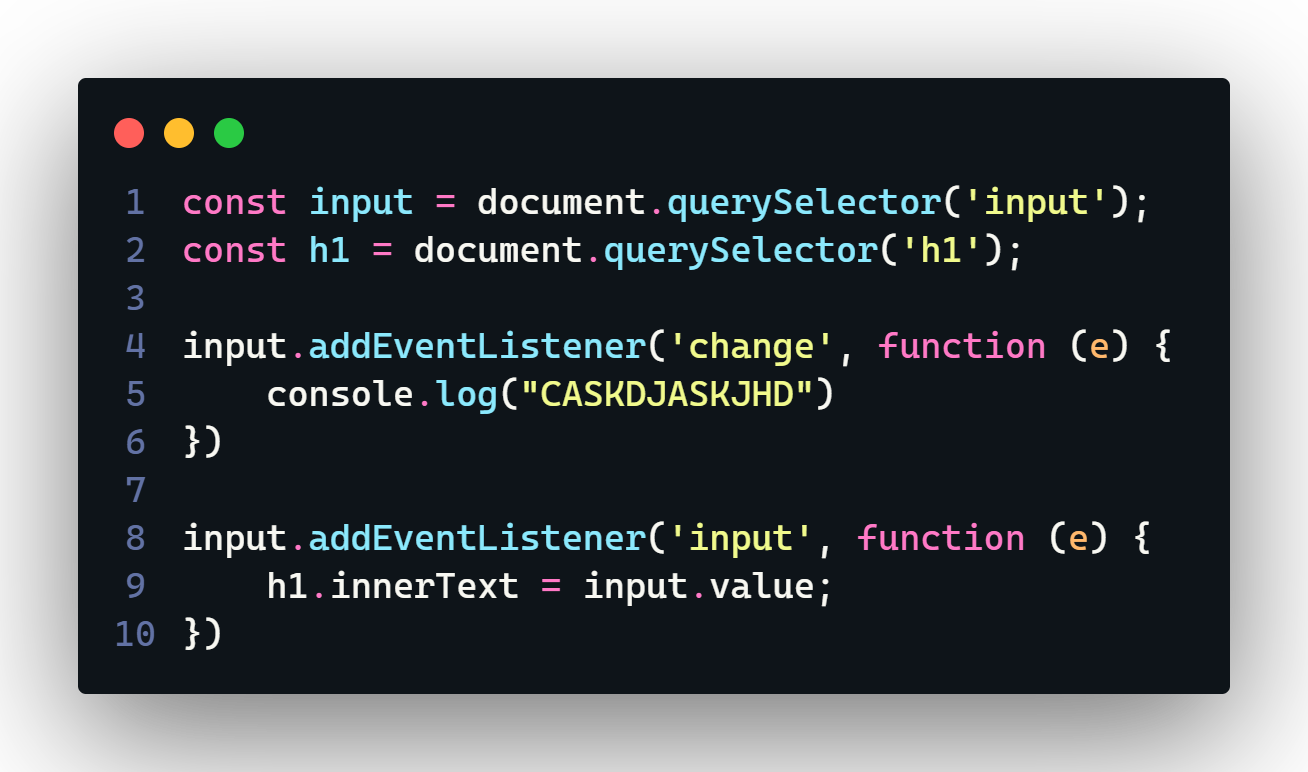 1 const input = document.querySelector('input');
2 const h1 = document.querySelector('h1');
3
4 input.addEventListener('change', function (e) {
5     console.log("CASKDJASKJHD")
6 })
7
8 input.addEventListener('input', function (e) {
9     h1.innerText = input.value;
10 })